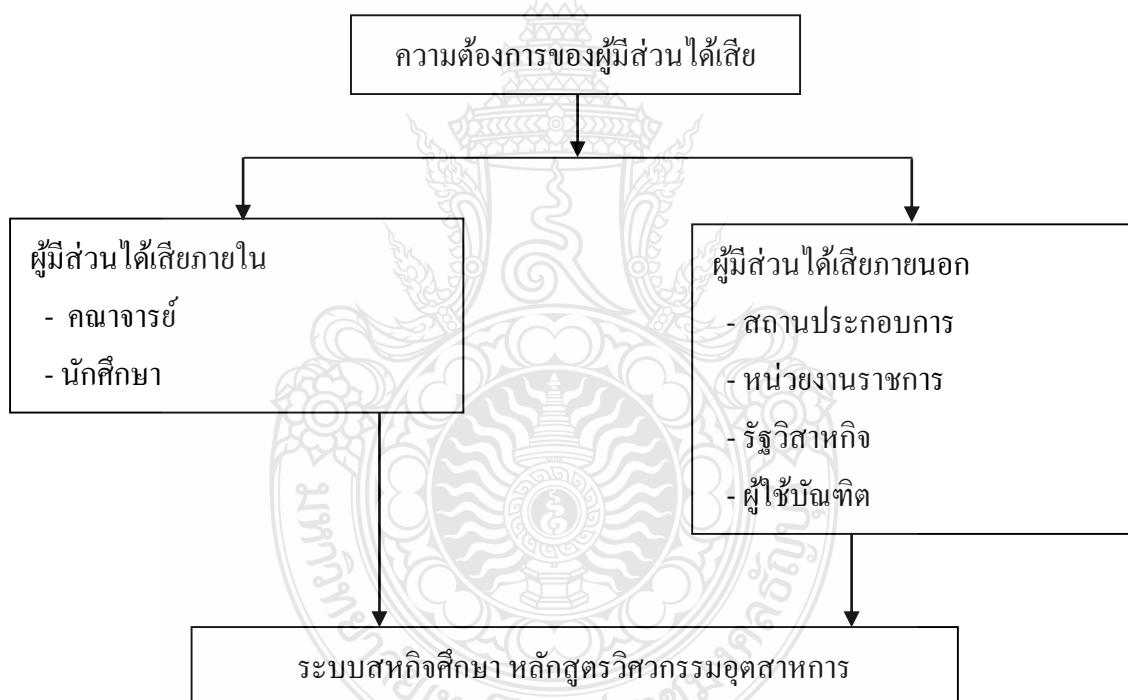 ความต้องการของผู้มีส่วนได้เสีย
ผู้มีส่วนได้เสียภายใน
- คณาจารย์
- นักศึกษา
ผู้มีส่วนได้เสียภายนอก
- สถานประกอบการ
- หน่วยงานราชการ
- รัฐวิสาหกิจ
- ผู้ใช้บัณฑิต
ระบบสหกิจศึกษา หลักสูตรวิศวกรรมอุตสาหการ